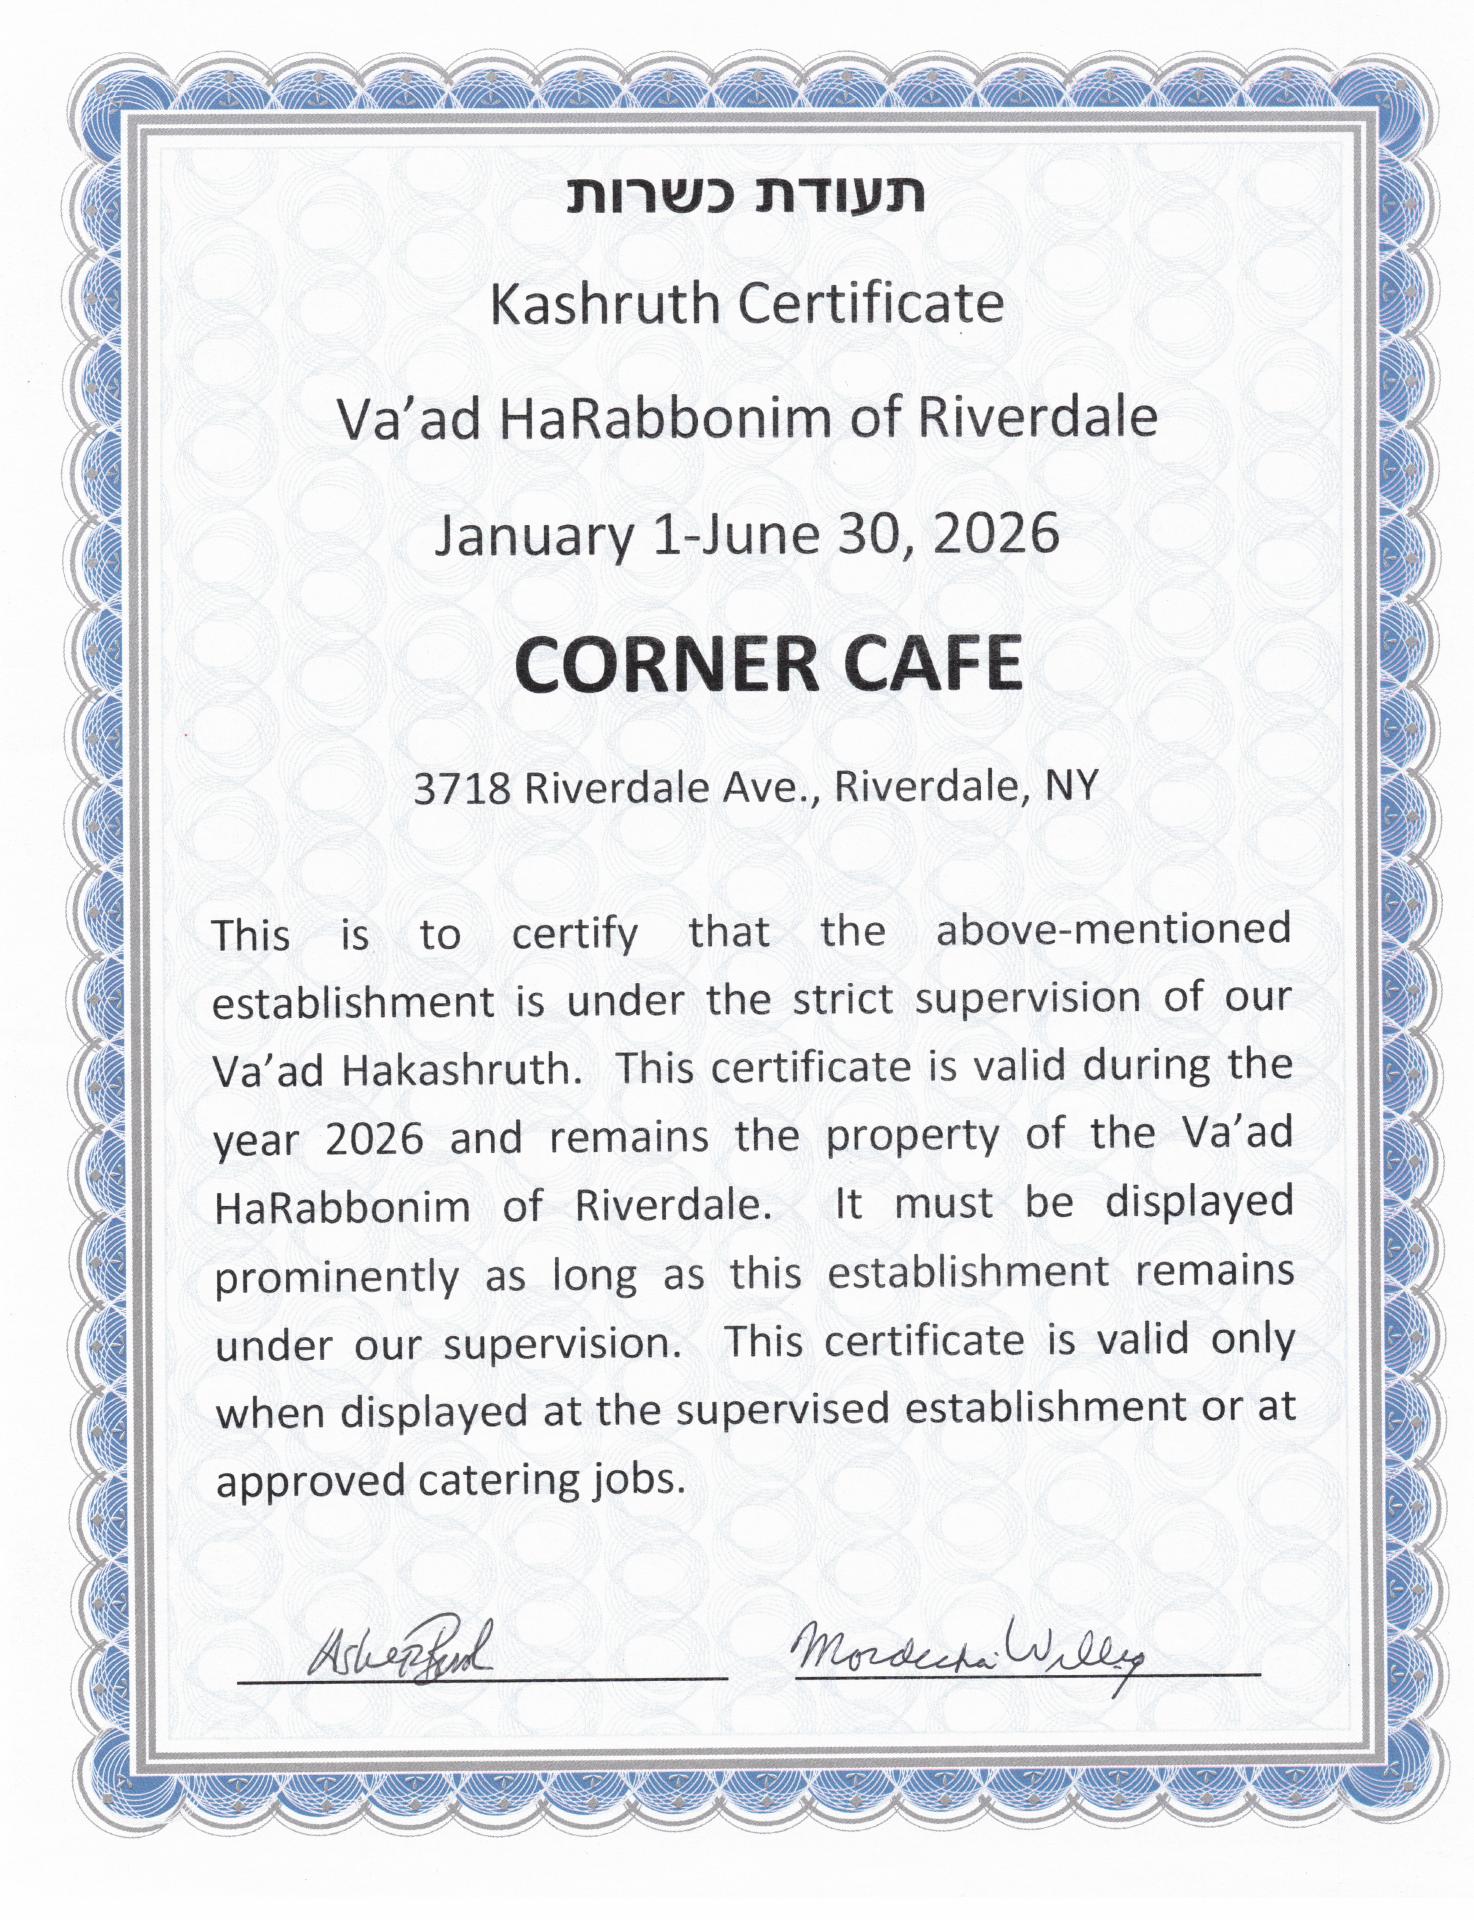 תעודת כשרות
Kashruth Certificate
Va’ad HaRabbonim of Riverdale
January 1-June 30, 2026
CORNER CAFE
3718 Riverdale Ave., Riverdale, NY
This is to certify that the above-mentioned
establishment is under the strict supervision of our
Va’ad Hakashruth. This certificate is valid during the
year 2026 and remains the property of the Va’ad
HaRabbonim of Riverdale. It must be displayed
prominently as long as this establishment remains
under our supervision. This certificate is valid only
when displayed at the supervised establishment or at
approved catering jobs.
Mordechai Willig